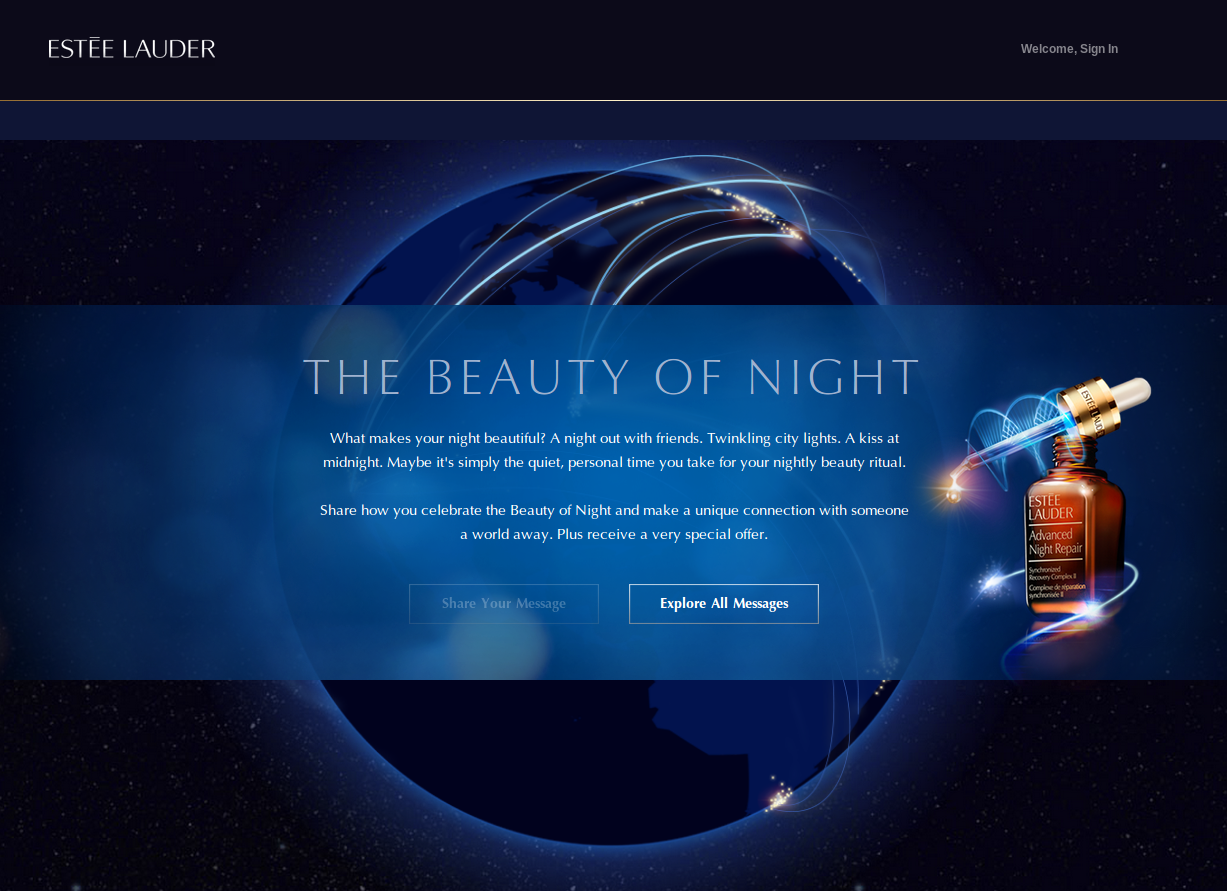 ESTĒE LAUDER
Welcome, Sign In
THE BEAUTY OF NIGHT
What makes your night beautiful? A night out with friends. Twinkling city lights. A kiss at
midnight. Maybe it's simply the quiet, personal time you take for your nightly beauty ritual.
Share how you celebrate the Beauty of Night and make a unique connection with someone
a world away. Plus receive a very special offer.
Share Your Message
Explore All Messages
ESTĒE LAUDER
ESTĒE
LAUDER
Advanced
Night Repair
Synchronized
Recovery Complex II
Complexe de réparation
synchronisée II